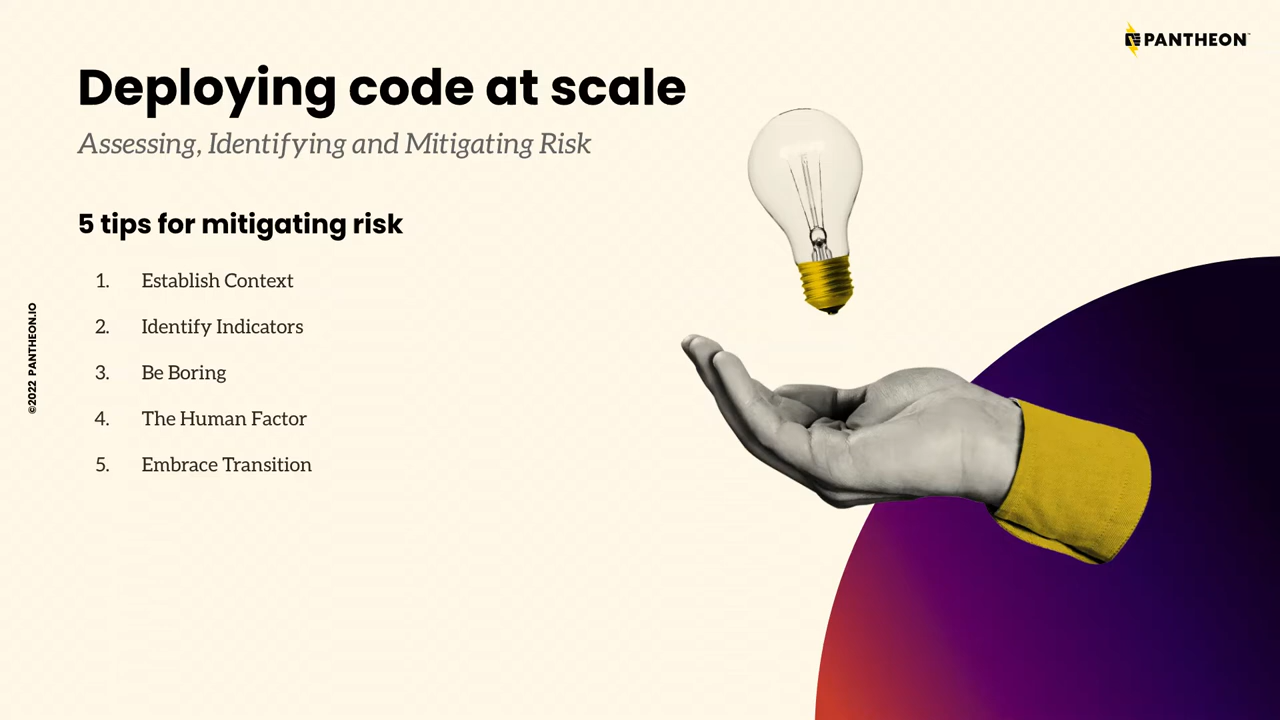 PANTHEON
Deploying code at scale
Assessing, Identifying and Mitigating Risk
5 tips for mitigating risk
1. Establish Context
2. Identify Indicators
3. Be Boring
4. The Human Factor
5. Embrace Transition
©2022 PANTHEON.IO